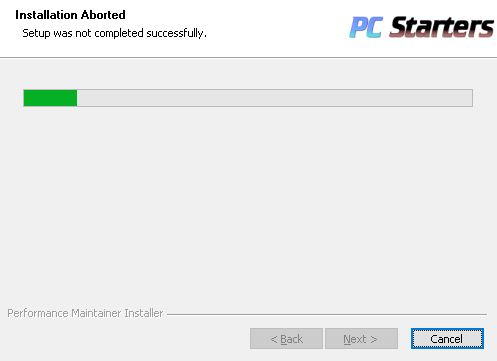 Installation Aborted
Setup was not completed successfully.
PC Starters
Performance Maintainer Installer
< Back
Next >
Cancel